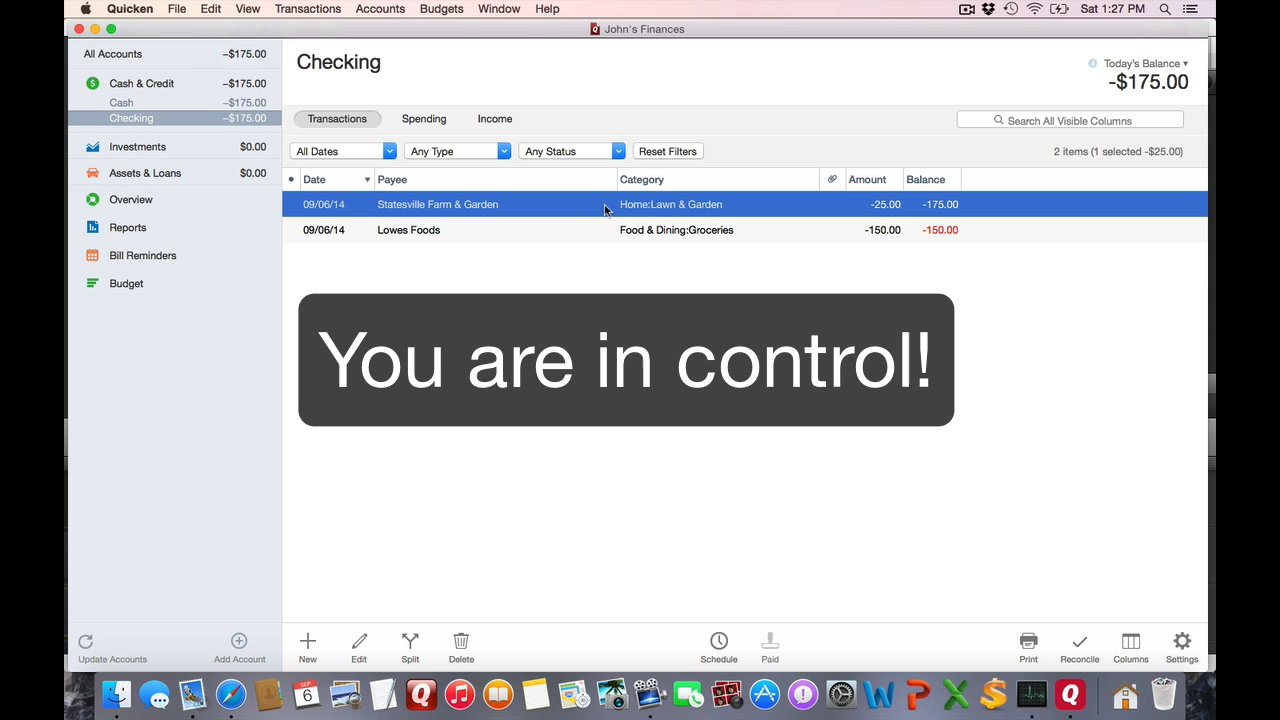 Quicken File Edit View Transactions Accounts Budgets Window Help Sat 1:27 PM
John's Finances
All Accounts -$175.00
Cash & Credit -$175.00
Cash -$175.00
Checking -$175.00
Investments $0.00
Assets & Loans $0.00
Overview
Reports
Bill Reminders
Budget
Checking
Today's Balance
-$175.00
Transactions Spending Income
Search All Visible Columns
All Dates Any Type Any Status Reset Filters
2 items (1 selected -$25.00)
Date Payee Category Amount Balance
09/06/14 Statesville Farm & Garden Home:Lawn & Garden -25.00 -175.00
09/06/14 Lowes Foods Food & Dining:Groceries -150.00 -150.00
You are in control!
Update Accounts Add Account
New Edit Split Delete Schedule Paid Print Reconcile Columns Settings
SEP
6